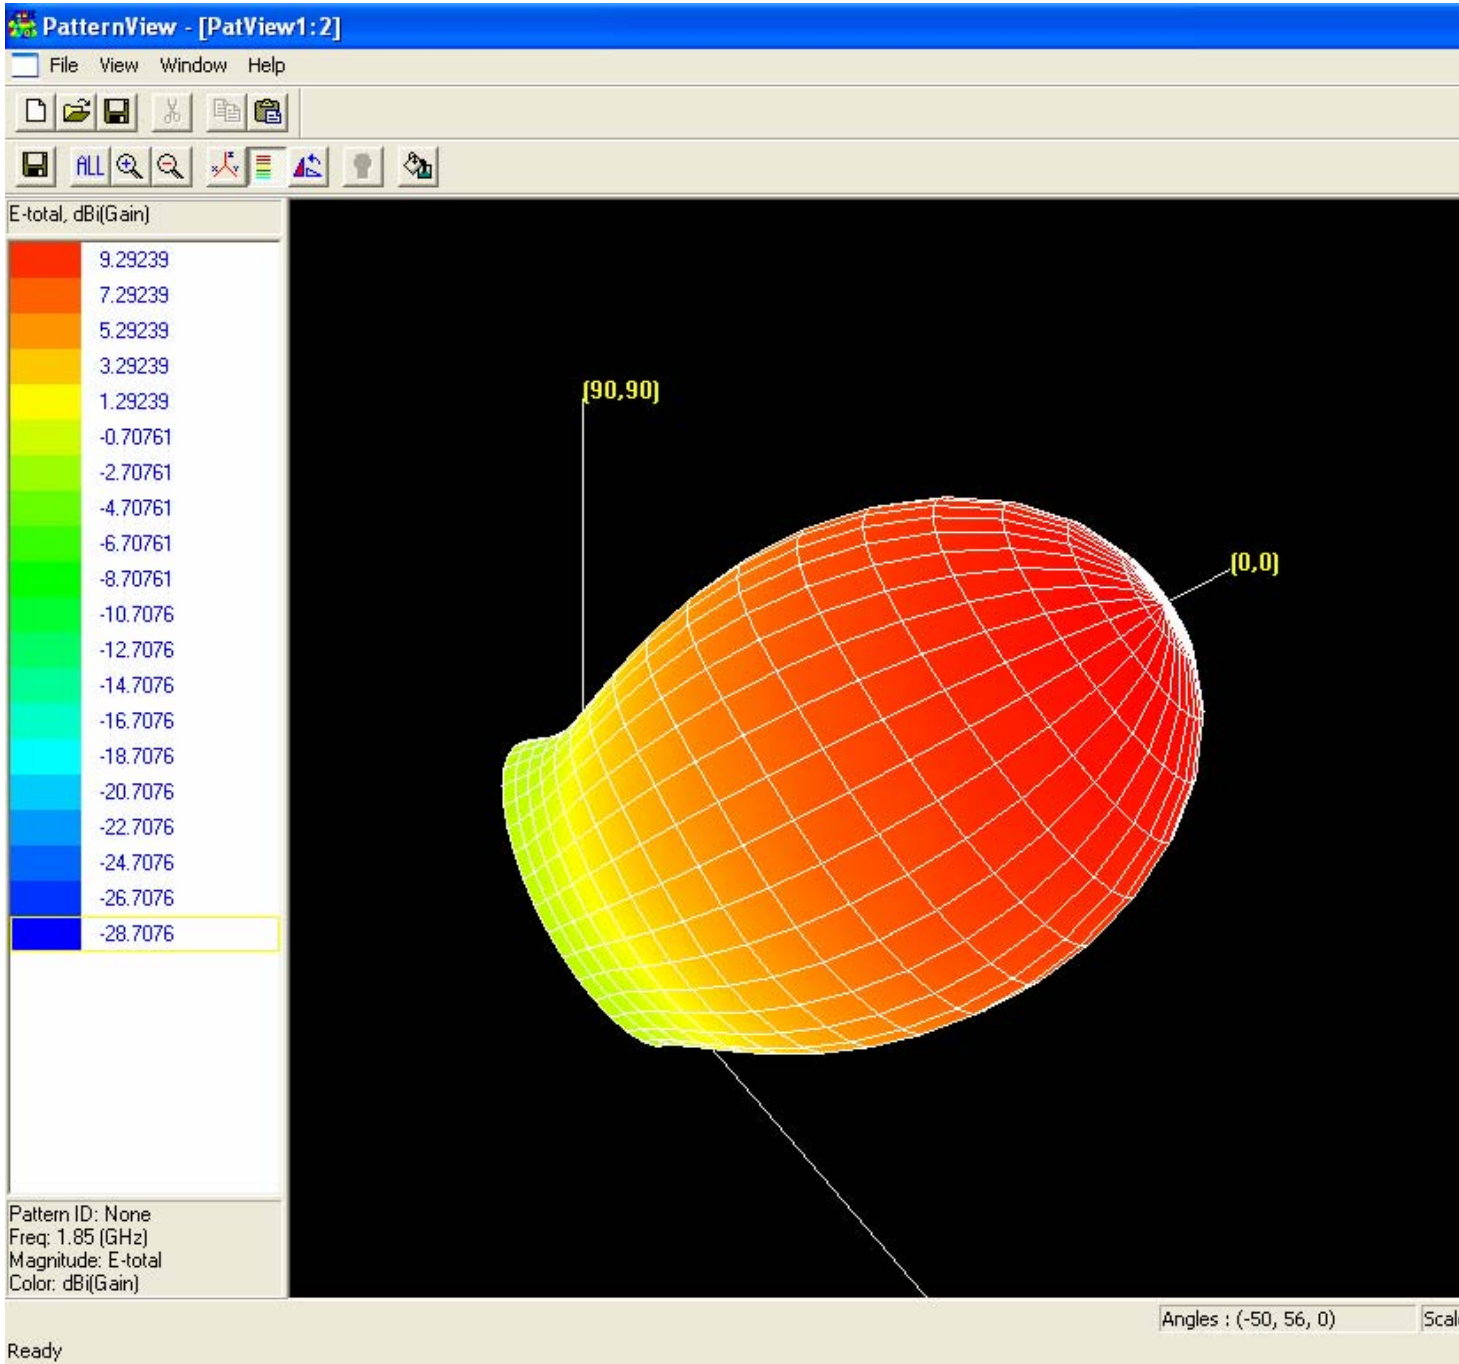 PatternView - [PatView1:2]
File View Window Help
ALL
E-total, dBi(Gain)
9.29239
7.29239
5.29239
3.29239
1.29239
-0.70761
-2.70761
-4.70761
-6.70761
-8.70761
-10.7076
-12.7076
-14.7076
-16.7076
-18.7076
-20.7076
-22.7076
-24.7076
-26.7076
-28.7076
(90,90)
(0,0)
Pattern ID: None
Freq: 1.85 (GHz)
Magnitude: E-total
Color: dBi(Gain)
Angles : (-50, 56, 0)
Ready